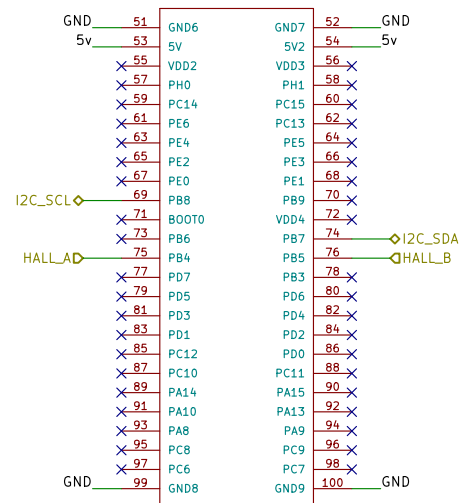 GND 51 GND6 GND7 52 GND
5v 53 5V 5V2 54 5v
55 VDD2 VDD3 56
57 PH0 PH1 58
59 PC14 PC15 60
61 PE6 PC13 62
63 PE4 PE5 64
65 PE2 PE3 66
67 PE0 PE1 68
I2C_SCL 69 PB8 PB9 70
71 BOOT0 VDD4 72
73 PB6 PB7 74 I2C_SDA
HALL_A 75 PB4 PB5 76 HALL_B
77 PD7 PB3 78
79 PD5 PD6 80
81 PD3 PD4 82
83 PD1 PD2 84
85 PC12 PD0 86
87 PC10 PC11 88
89 PA14 PA15 90
91 PA10 PA13 92
93 PA8 PA9 94
95 PC8 PC9 96
97 PC6 PC7 98
GND 99 GND8 GND9 100 GND